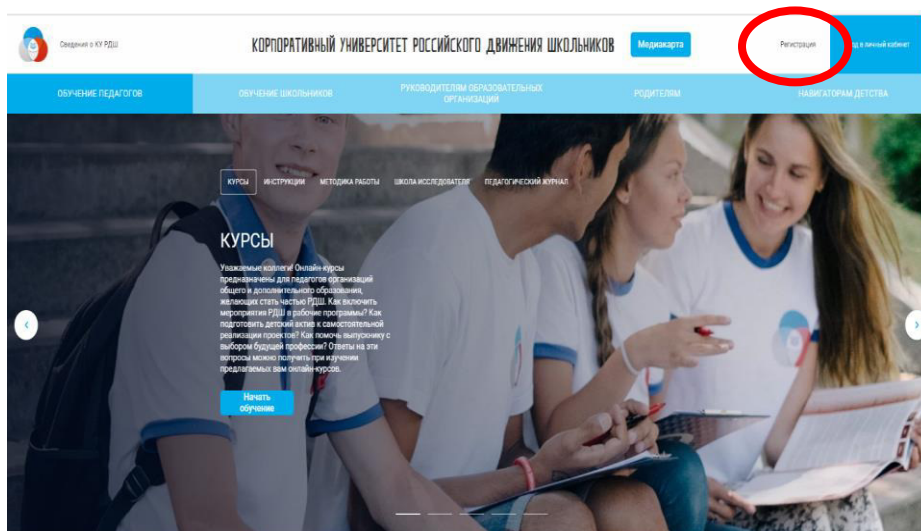 Сведения о КУ РДШ
КОРПОРАТИВНЫЙ УНИВЕРСИТЕТ РОССИЙСКОГО ДВИЖЕНИЯ ШКОЛЬНИКОВ
Медиакарта
Регистрация
в личный кабинет
ОБУЧЕНИЕ ПЕДАГОГОВ
ОБУЧЕНИЕ ШКОЛЬНИКОВ
РУКОВОДИТЕЛЯМ ОБРАЗОВАТЕЛЬНЫХ
ОРГАНИЗАЦИЙ
РОДИТЕЛЯМ
НАВИГАТОРАМ ДЕТСТВА
КУРСЫ
ИНСТРУКЦИИ
МЕТОДИКА РАБОТЫ
ШКОЛА ИССЛЕДОВАТЕЛЯ
ПЕДАГОГИЧЕСКИЙ ЖУРНАЛ
КУРСЫ
Уважаемые коллеги! Онлайн-курсы
предназначены для педагогов организаций
общего и дополнительного образования,
желающих стать частью РДШ. Как включить
мероприятия РДШ в рабочие программы? Как
подготовить детский актив к самостоятельной
реализации проектов? Как помочь выпускнику с
выбором будущей профессии? Ответы на эти
вопросы можно получить при изучении
предлагаемых вам онлайн-курсов.
Начать
обучение